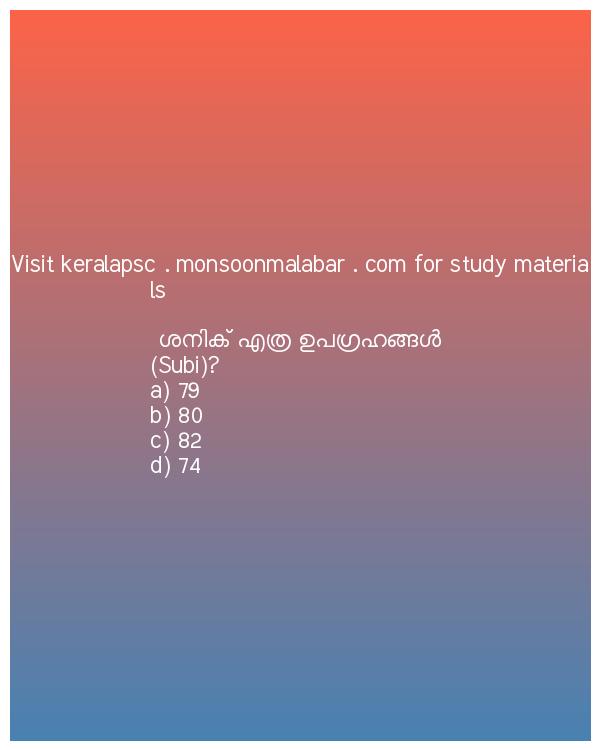 Visit keralapsc . monsoonmalabar . com for study materia
ls
ശനിക് എത്ര ഉപഗ്രഹങ്ങൾ
(Subi)?
a) 79
b) 80
c) 82
d) 74